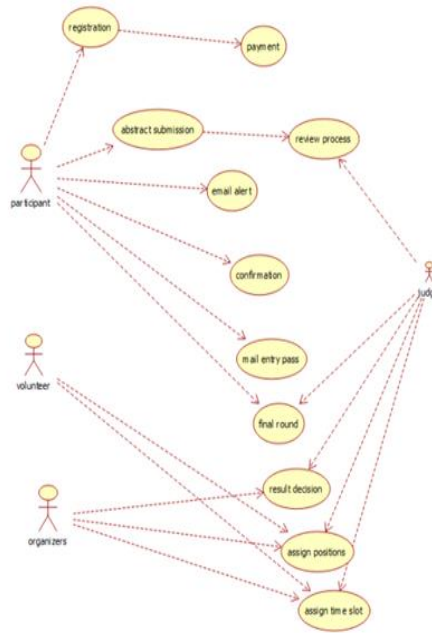 registration
payment
abstract submission
review process
participant
email alert
confirmation
judge
mail entry pass
volunteer
final round
result decision
organizers
assign positions
assign time slot